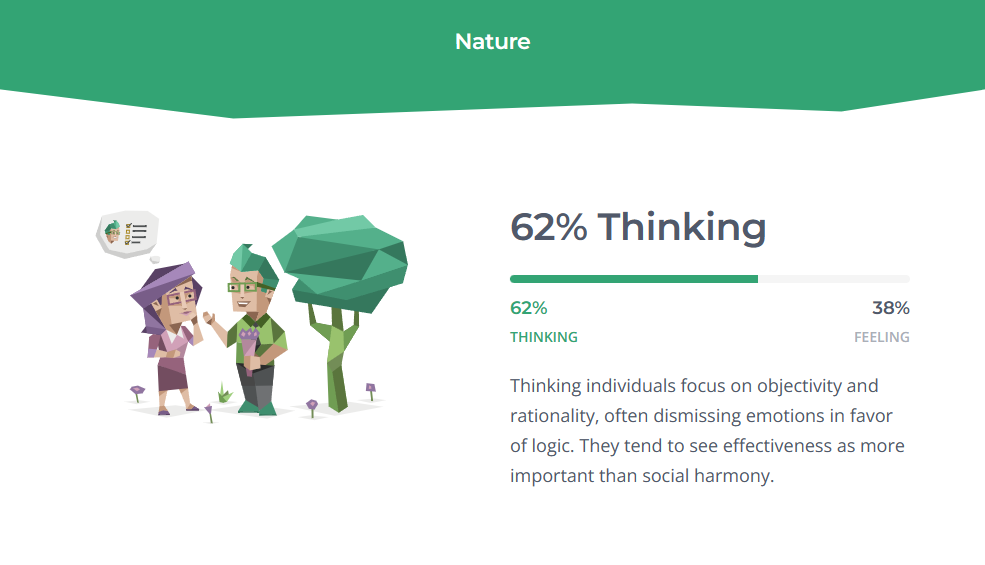 Nature
62% Thinking
62%
38%
THINKING
FEELING
Thinking individuals focus on objectivity and
rationality, often dismissing emotions in favor
of logic. They tend to see effectiveness as more
important than social harmony.